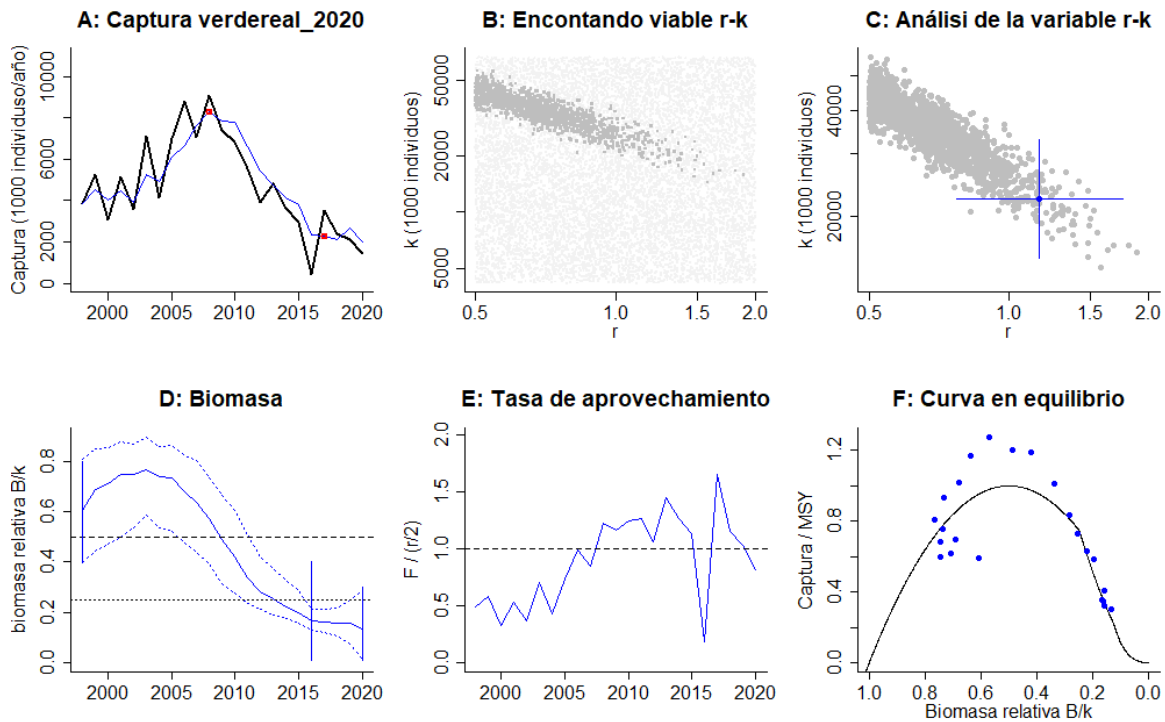 A: Captura verdereal_2020
Captura (1000 individuso/año)
0 2000 4000 6000 10000
2000 2005 2010 2015 2020
B: Encontando viable r-k
k (1000 individuos)
5000 20000 50000
0.5 1.0 2.0
r
C: Análisi de la variable r-k
k (1000 individuos)
20000 40000
0.5 1.0 1.5 2.0
r
D: Biomasa
biomasa relativa B/k
0.0 0.2 0.4 0.6 0.8
2000 2005 2010 2015 2020
E: Tasa de aprovechamiento
F / (r/2)
0.0 0.5 1.0 1.5 2.0
2000 2005 2010 2015 2020
F: Curva en equilibrio
Captura / MSY
0.0 0.4 0.8 1.2
1.0 0.8 0.6 0.4 0.2 0.0
Biomasa relativa B/k